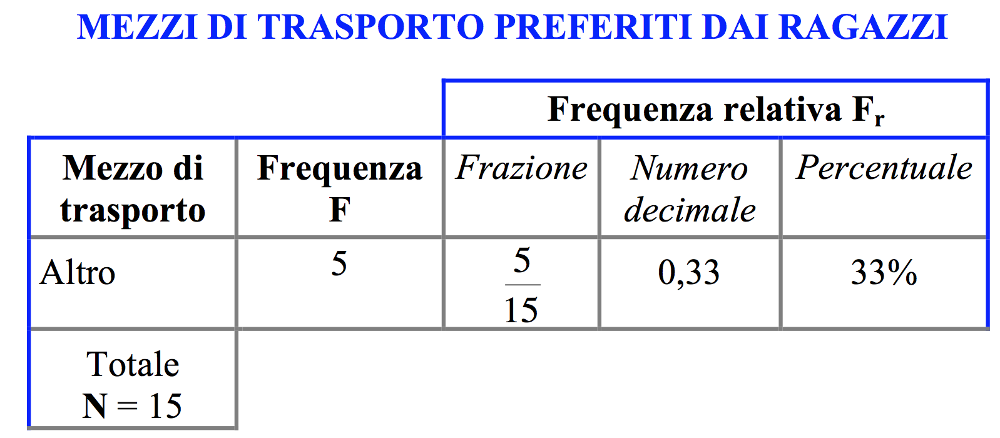 MEZZI DI TRASPORTO PREFERITI DAI RAGAZZI
Frequenza relativa Fr
Mezzo di
trasporto
Frequenza
F
Frazione
Numero
decimale
Percentuale
Altro
5
5
15
0,33
33%
Totale
N = 15